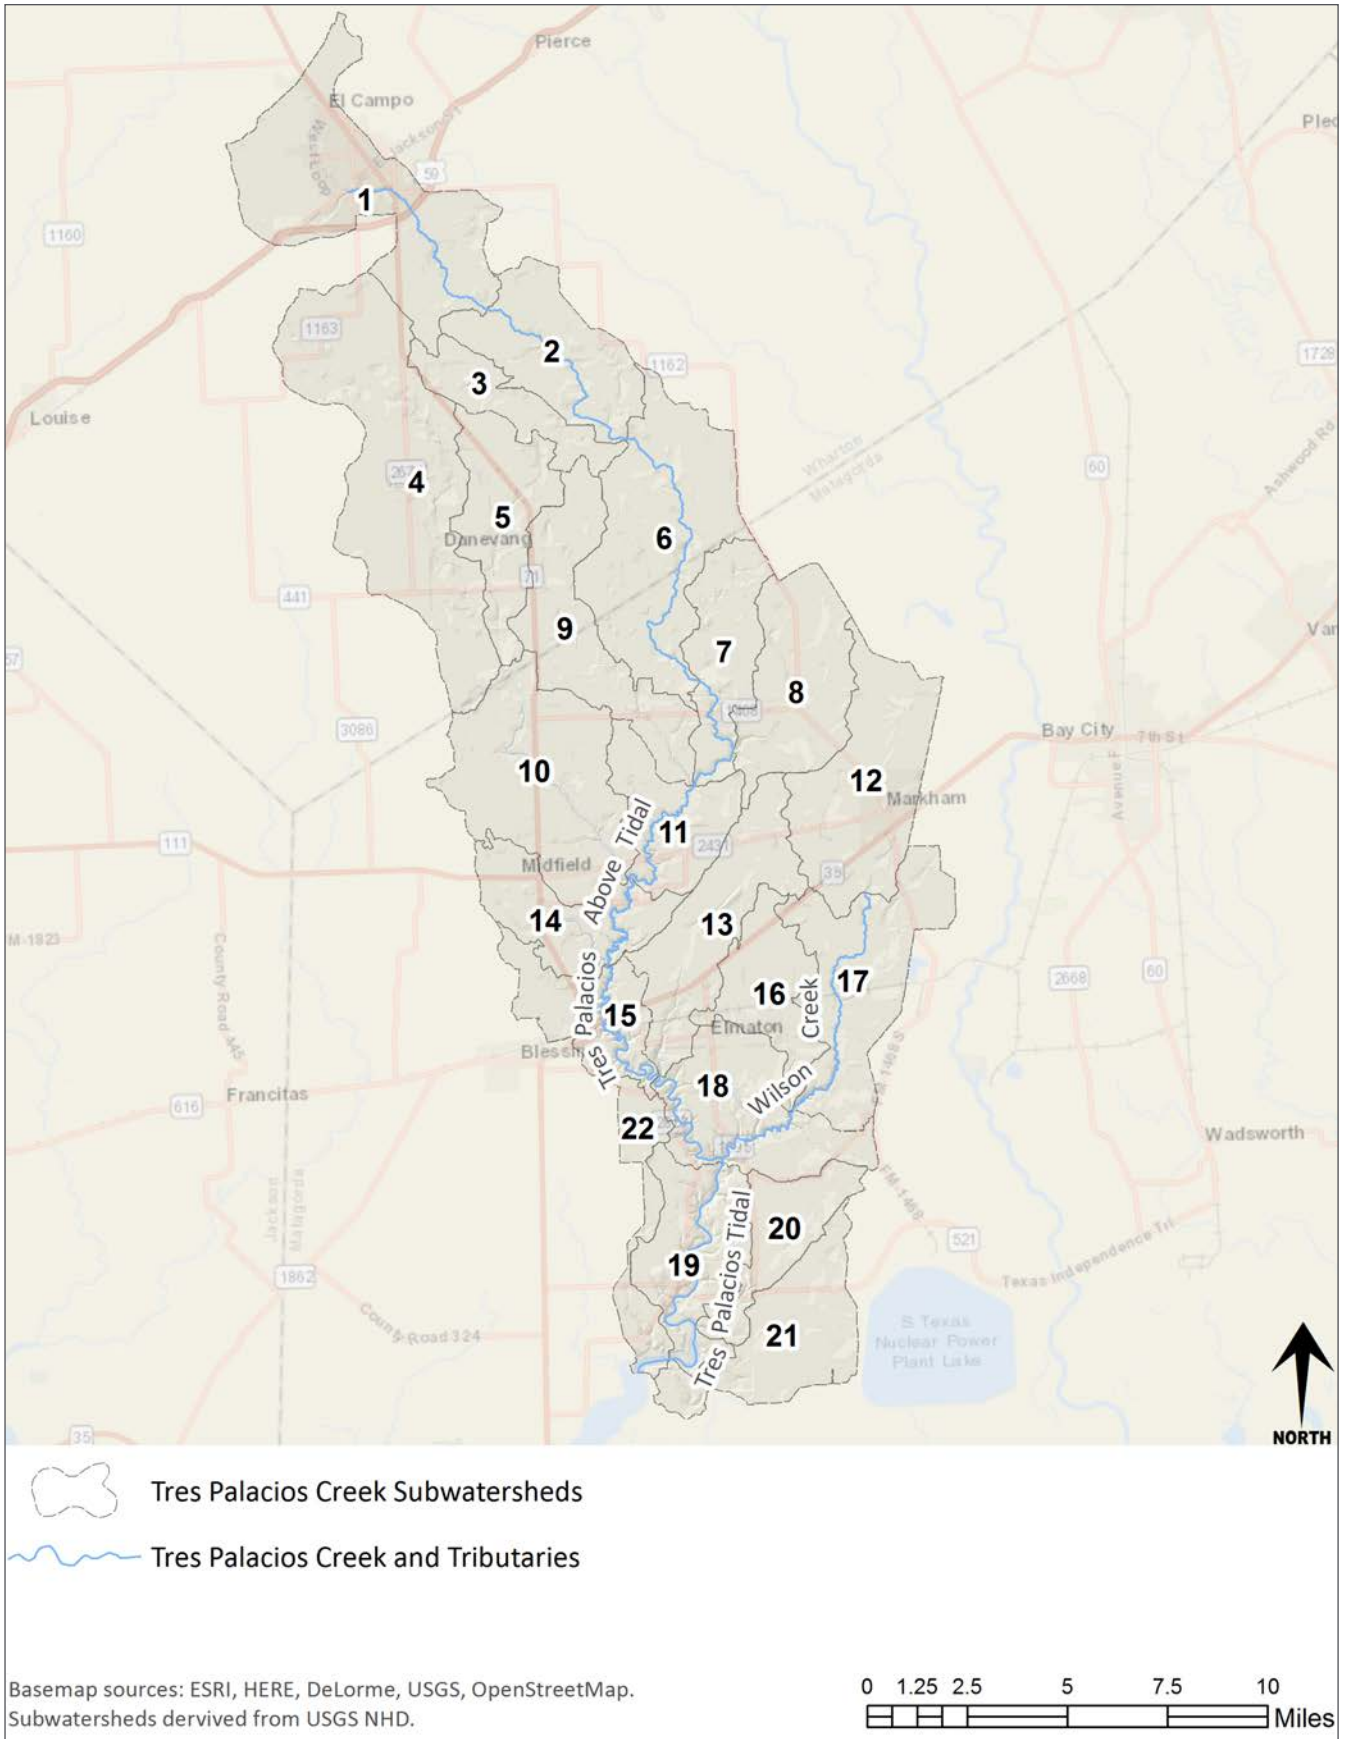 Pierce
El Campo
West Loop
E Jackson St
59
1
1160
1163
2
1162
3
1728
Louise
4
5
Danevang
6
Wharton
Matagorda
60
Ashwood Rd
71
441
9
7
8
3086
10
Bay City
7th St
Avenue F
12
Markham
11
2431
111
Midfield
35
Above Tidal
14
13
County Road 445
2668
60
17
16
Creek
Tres Palacios
15
Elmaton
Francitas
616
18
Wilson
22
Wadsworth
Jackson
Matagorda
20
521
Texas Independence Trl
19
Tres Palacios Tidal
1862
County Road 324
21
S Texas
Nuclear Power
Plant Lake
35
NORTH
Tres Palacios Creek Subwatersheds
Tres Palacios Creek and Tributaries
Basemap sources: ESRI, HERE, DeLorme, USGS, OpenStreetMap.
Subwatersheds dervived from USGS NHD.
0 1.25 2.5 5 7.5 10
Miles